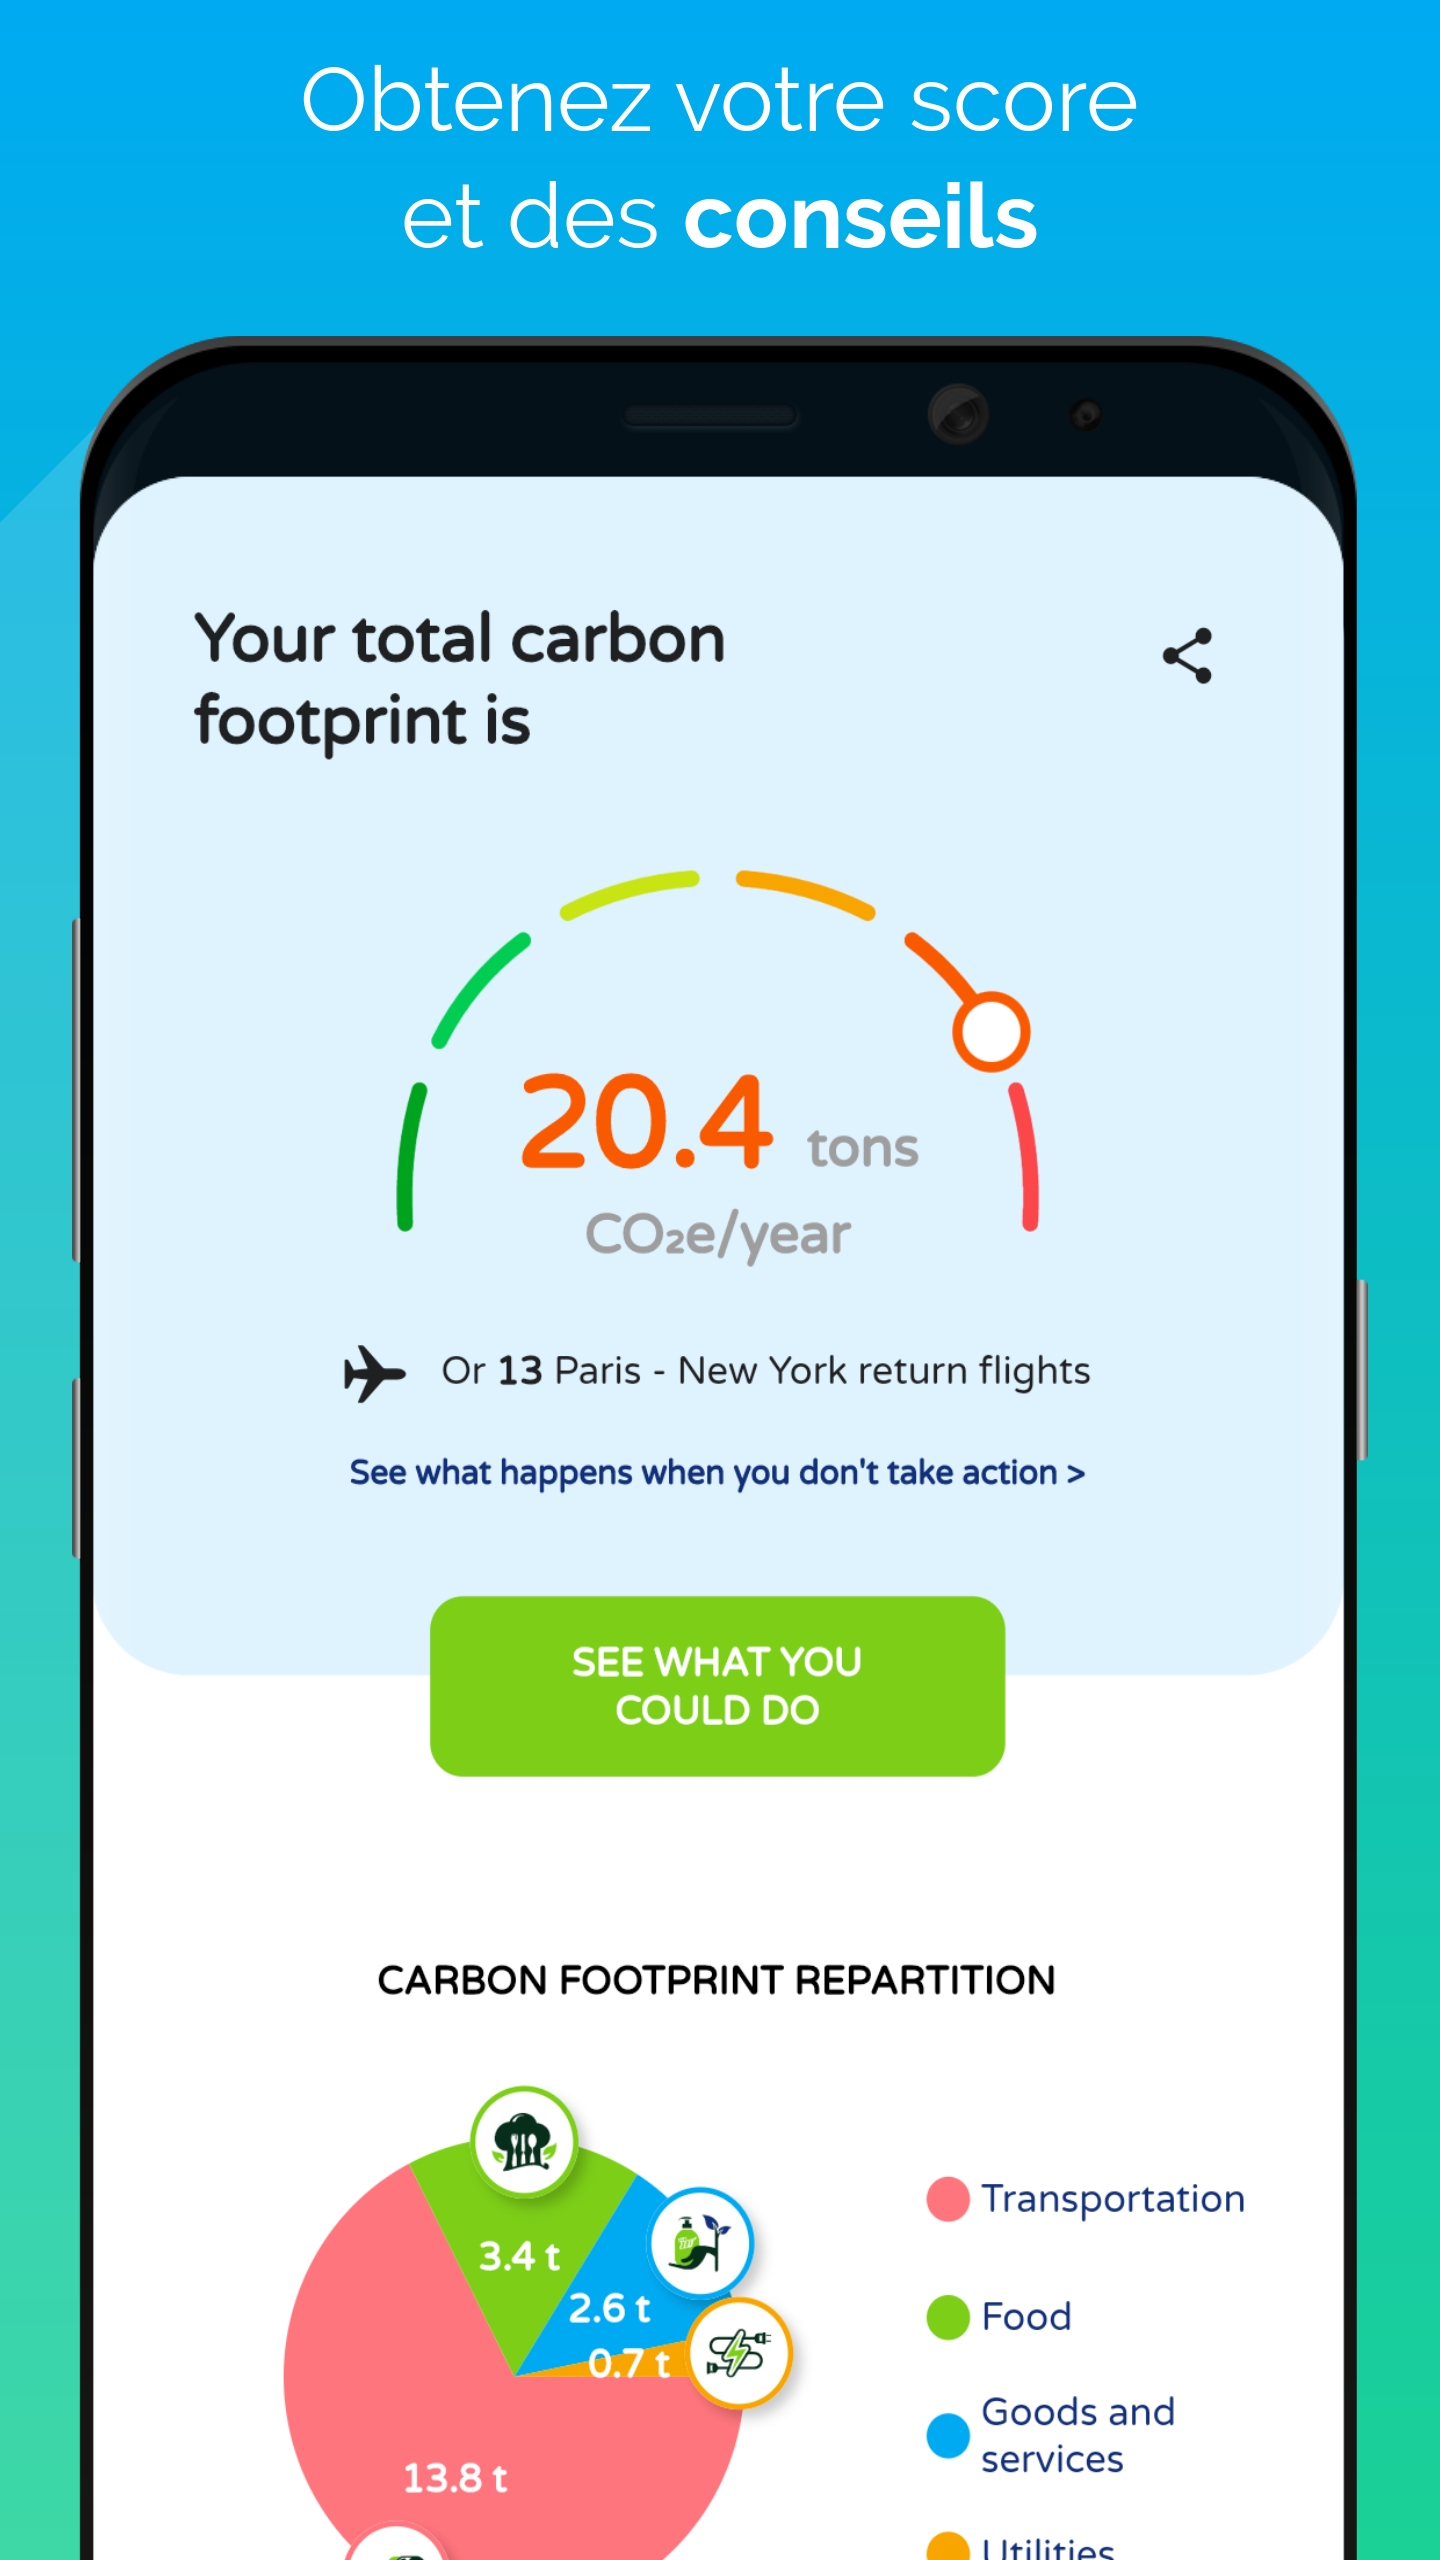 Obtenez votre score
et des conseils
Your total carbon
footprint is
20.4 tons
CO₂e/year
Or 13 Paris - New York return flights
See what happens when you don't take action >
SEE WHAT YOU
COULD DO
CARBON FOOTPRINT REPARTITION
3.4 t
2.6 t
0.7 t
13.8 t
Transportation
Food
Goods and
services
Utilities